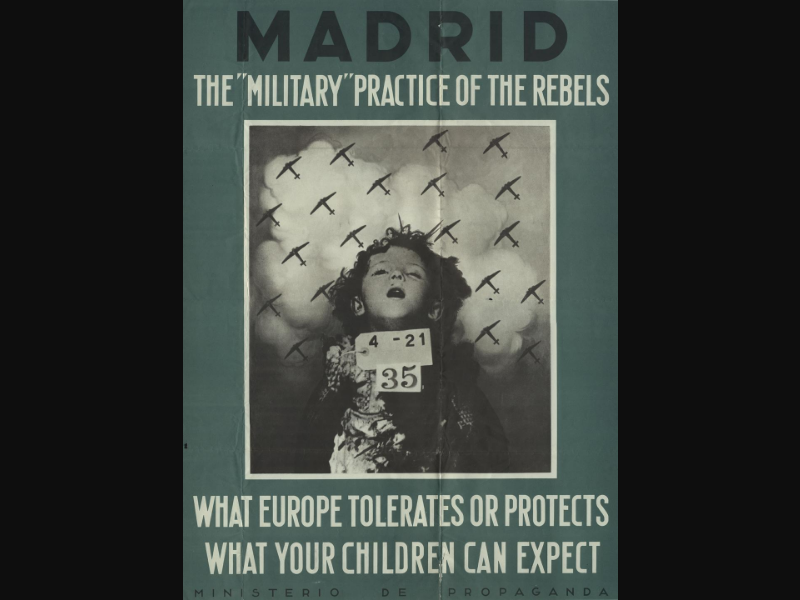 MADRID
THE "MILITARY" PRACTICE OF THE REBELS
4 - 21
35
WHAT EUROPE TOLERATES OR PROTECTS
WHAT YOUR CHILDREN CAN EXPECT
MINISTERIO DE PROPAGANDA